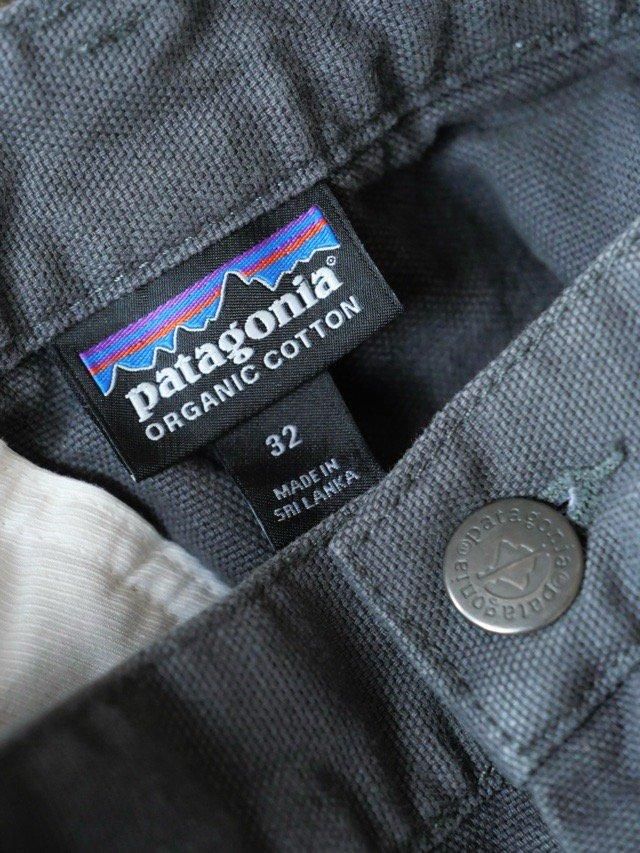 patagonia®
ORGANIC COTTON
32
MADE IN
SRI LANKA
patagonia®patagonia®